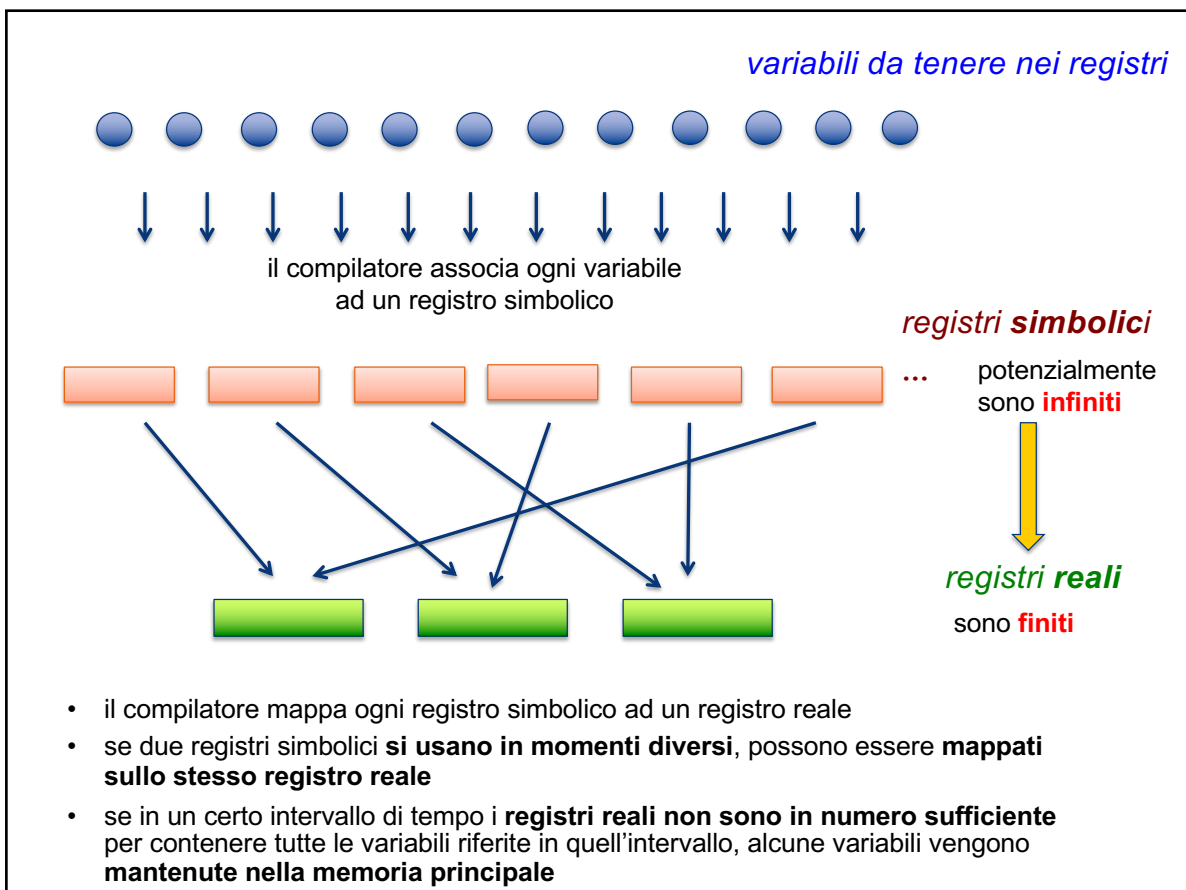 variabili da tenere nei registri
il compilatore associa ogni variabile
ad un registro simbolico
registri simbolici
...
potenzialmente
sono infiniti
registri reali
sono finiti
• il compilatore mappa ogni registro simbolico ad un registro reale
• se due registri simbolici si usano in momenti diversi, possono essere mappati
sullo stesso registro reale
• se in un certo intervallo di tempo i registri reali non sono in numero sufficiente
per contenere tutte le variabili riferite in quell'intervallo, alcune variabili vengono
mantenute nella memoria principale